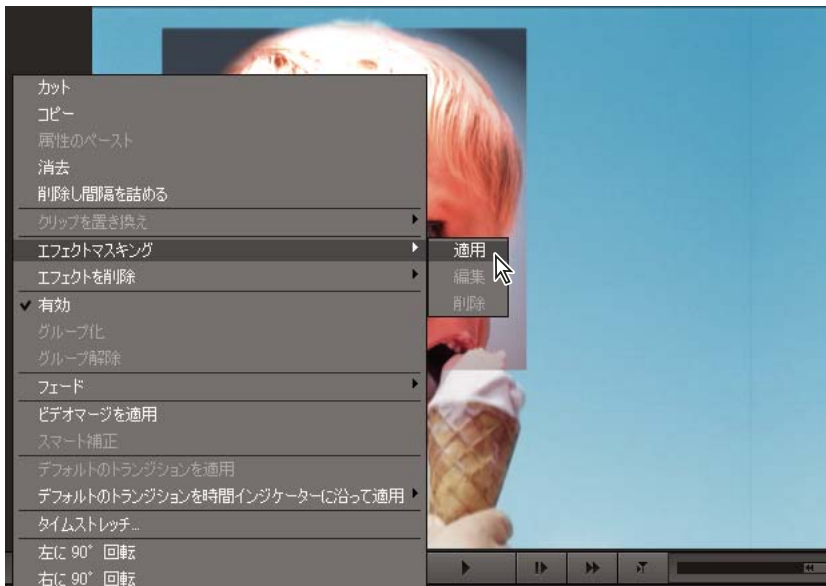 カット
コピー
属性のペースト
消去
削除し間隔を詰める
クリップを置き換え
エフェクトマスキング
適用
エフェクトを削除
編集
削除
有効
グループ化
グループ解除
フェード
ビデオマージを適用
スマート補正
デフォルトのトランジションを適用
デフォルトのトランジションを時間インジケーターに沿って適用
タイムストレッチ...
左に 90° 回転
右に 90° 回転